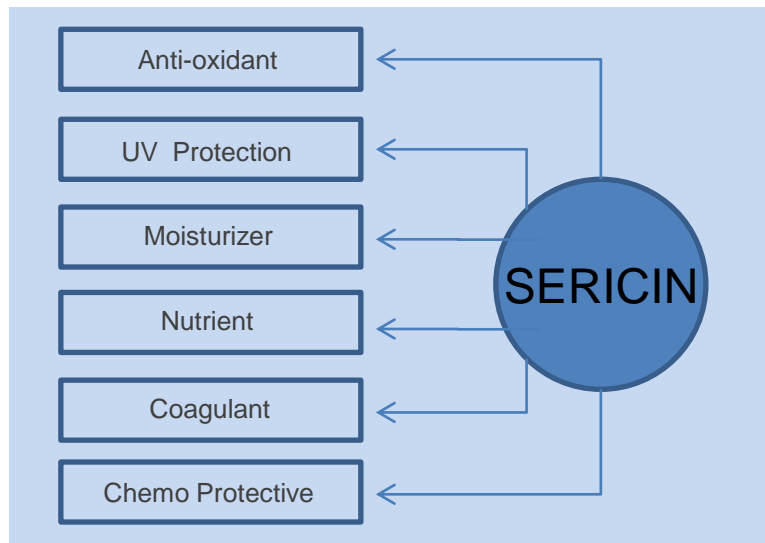 Anti-oxidant
UV Protection
Moisturizer
Nutrient
Coagulant
Chemo Protective
SERICIN